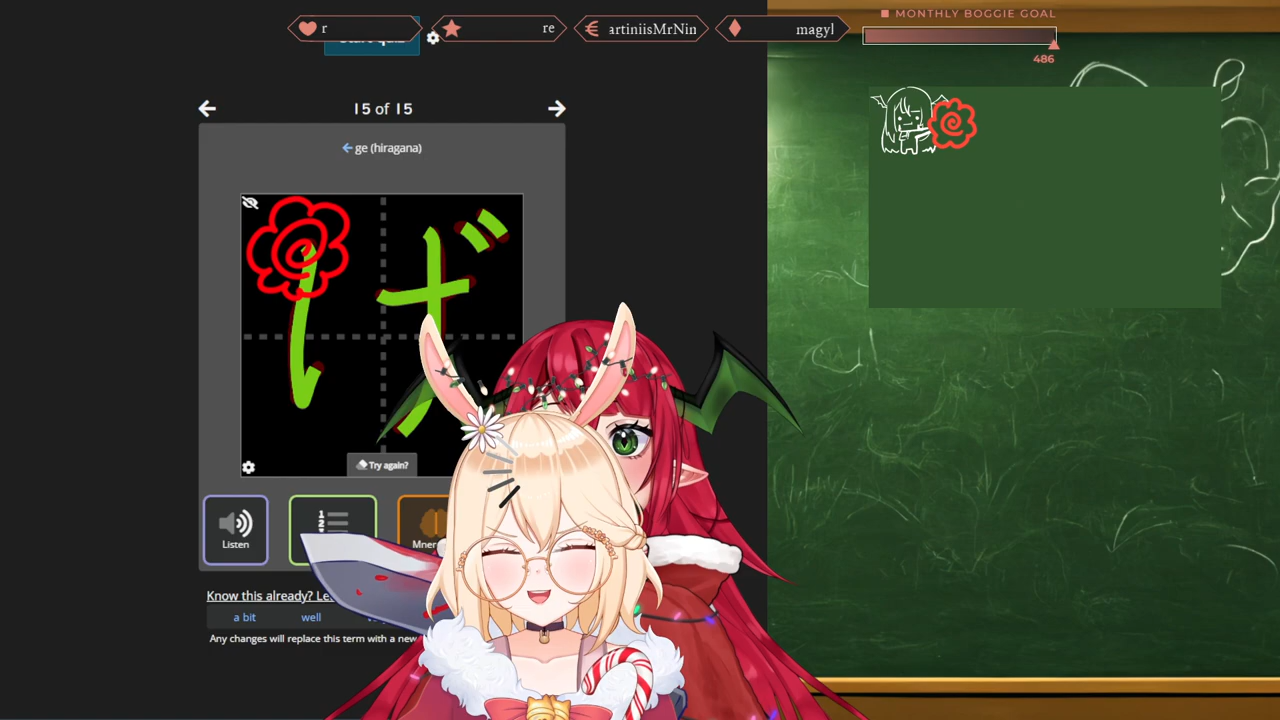 r
re
artiniisMrNin
magyl
MONTHLY BOGGIE GOAL
486
15 of 15
ge (hiragana)
げ
Try again?
Listen
Know this already?
a bit
well
Any changes will replace this term with a new